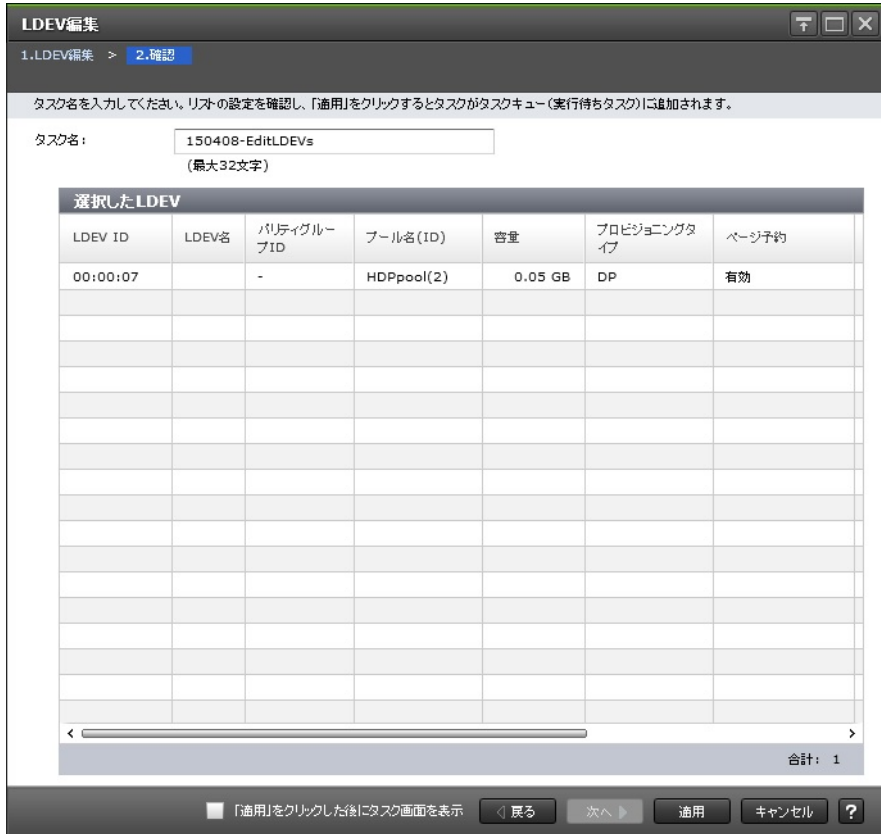 LDEV編集
1.LDEV編集 > 2.確認
タスク名を入力してください。リストの設定を確認し、「適用」をクリックするとタスクがタスクキュー(実行待ちタスク)に追加されます。
タスク名: 150408-EditLDEVs
(最大32文字)
選択したLDEV
LDEV ID LDEV名 パリティグループID プール名(ID) 容量 プロビジョニングタイプ ページ予約
00:00:07 - HDPpool(2) 0.05 GB DP 有効
合計: 1
「適用」をクリックした後にタスク画面を表示 戻る 次へ 適用 キャンセル ?